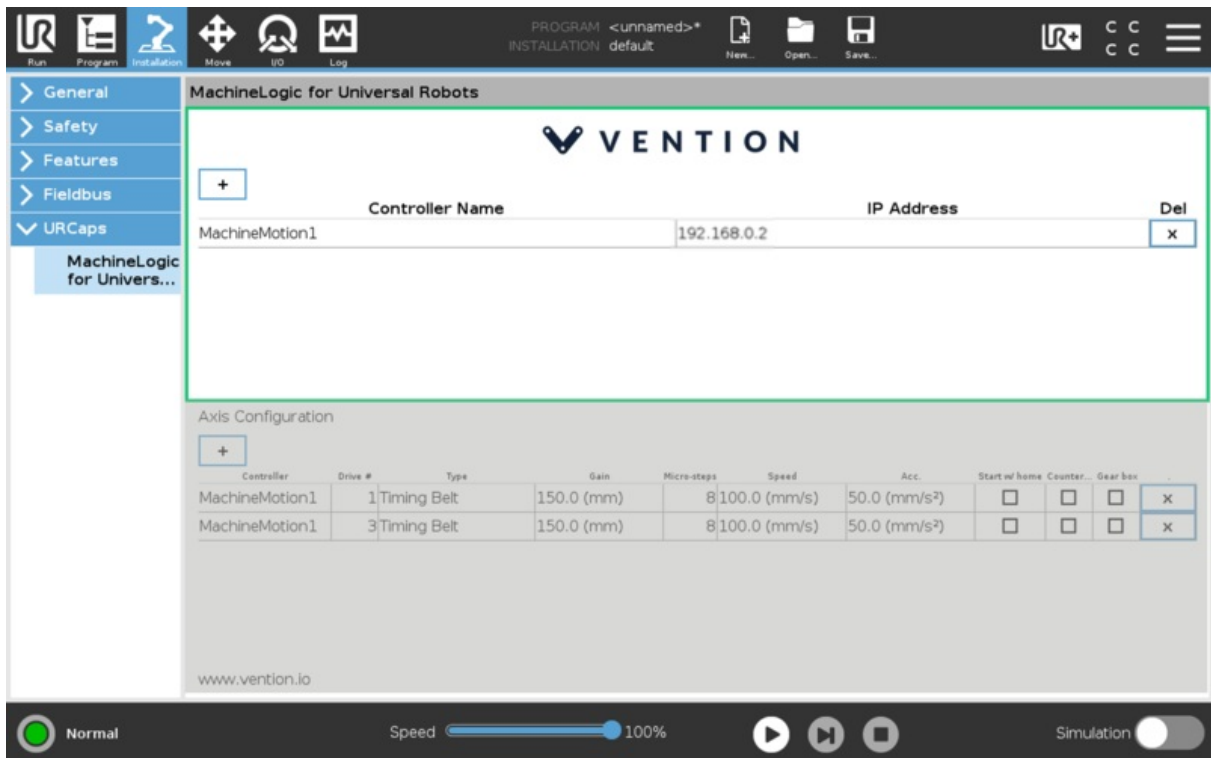 PROGRAM <unnamed>*
INSTALLATION default
Run Program Installation Move I/O Log New... Open... Save... UR+ C C
C C
General
Safety
Features
Fieldbus
URCaps
MachineLogic
for Univers...
MachineLogic for Universal Robots
VENTION
+
Controller Name IP Address Del
MachineMotion1 192.168.0.2 ×
Axis Configuration
+
Controller Drive # Type Gain Micro-steps Speed Acc. Start w/ home Counter... Gear box .
MachineMotion1 1 Timing Belt 150.0 (mm) 8 100.0 (mm/s) 50.0 (mm/s²) ×
MachineMotion1 3 Timing Belt 150.0 (mm) 8 100.0 (mm/s) 50.0 (mm/s²) ×
www.vention.io
Normal Speed 100% Simulation